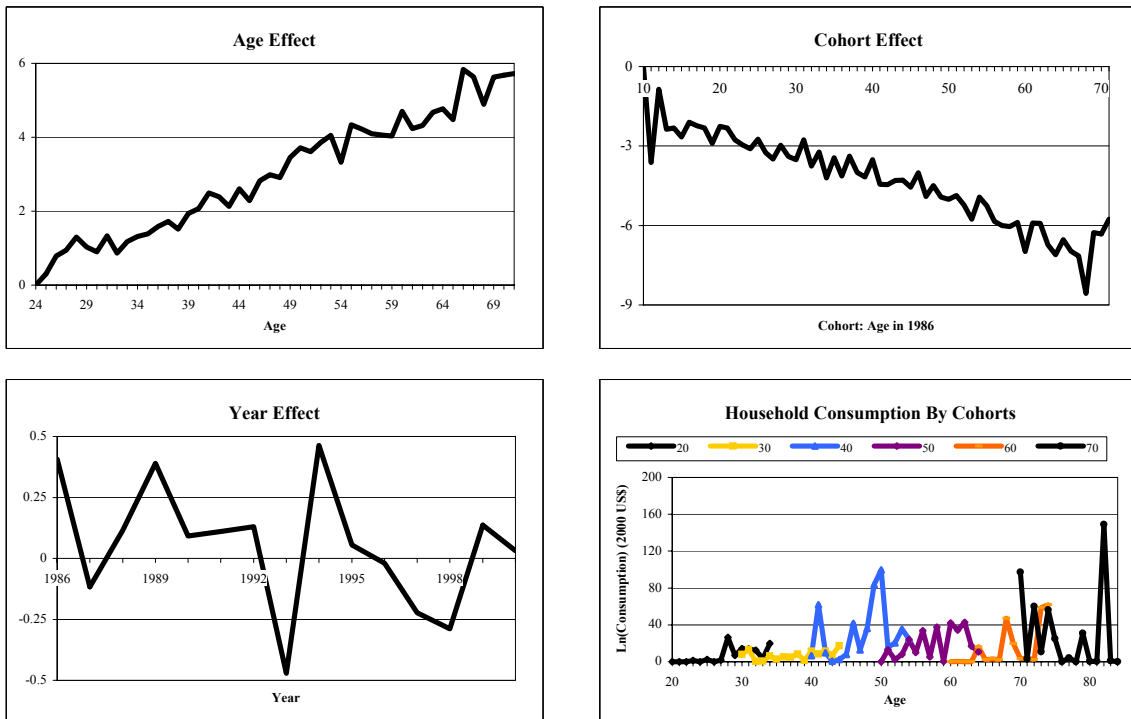 Age Effect
6
4
2
0
24 29 34 39 44 49 54 59 64 69
Age
Cohort Effect
0
10 20 30 40 50 60 70
-3
-6
-9
Cohort: Age in 1986
Year Effect
0.5
0.25
0
1986 1989 1992 1995 1998
-0.25
-0.5
Year
Household Consumption By Cohorts
20 30 40 50 60 70
Ln(Consumption) (2000 US$)
200
160
120
80
40
0
20 30 40 50 60 70 80
Age